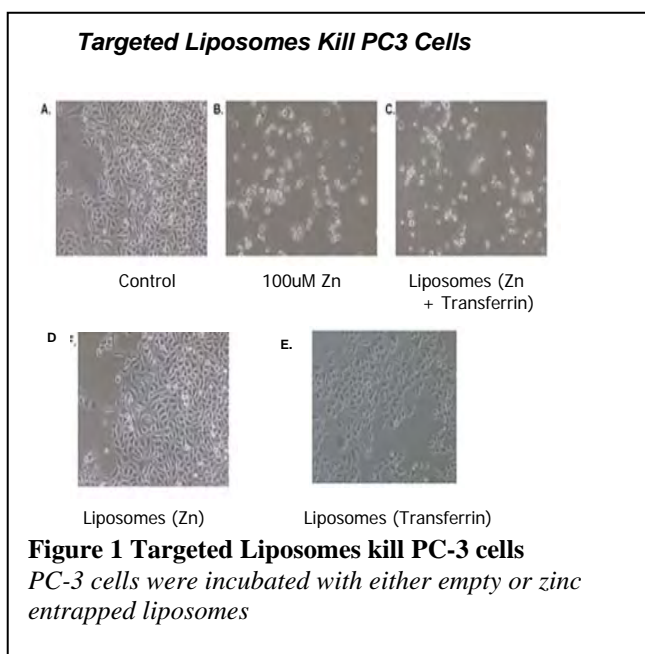 Targeted Liposomes Kill PC3 Cells
A. B. C.
Control 100uM Zn Liposomes (Zn
+ Transferrin)
D E.
Liposomes (Zn) Liposomes (Transferrin)
Figure 1 Targeted Liposomes kill PC-3 cells
PC-3 cells were incubated with either empty or zinc
entrapped liposomes